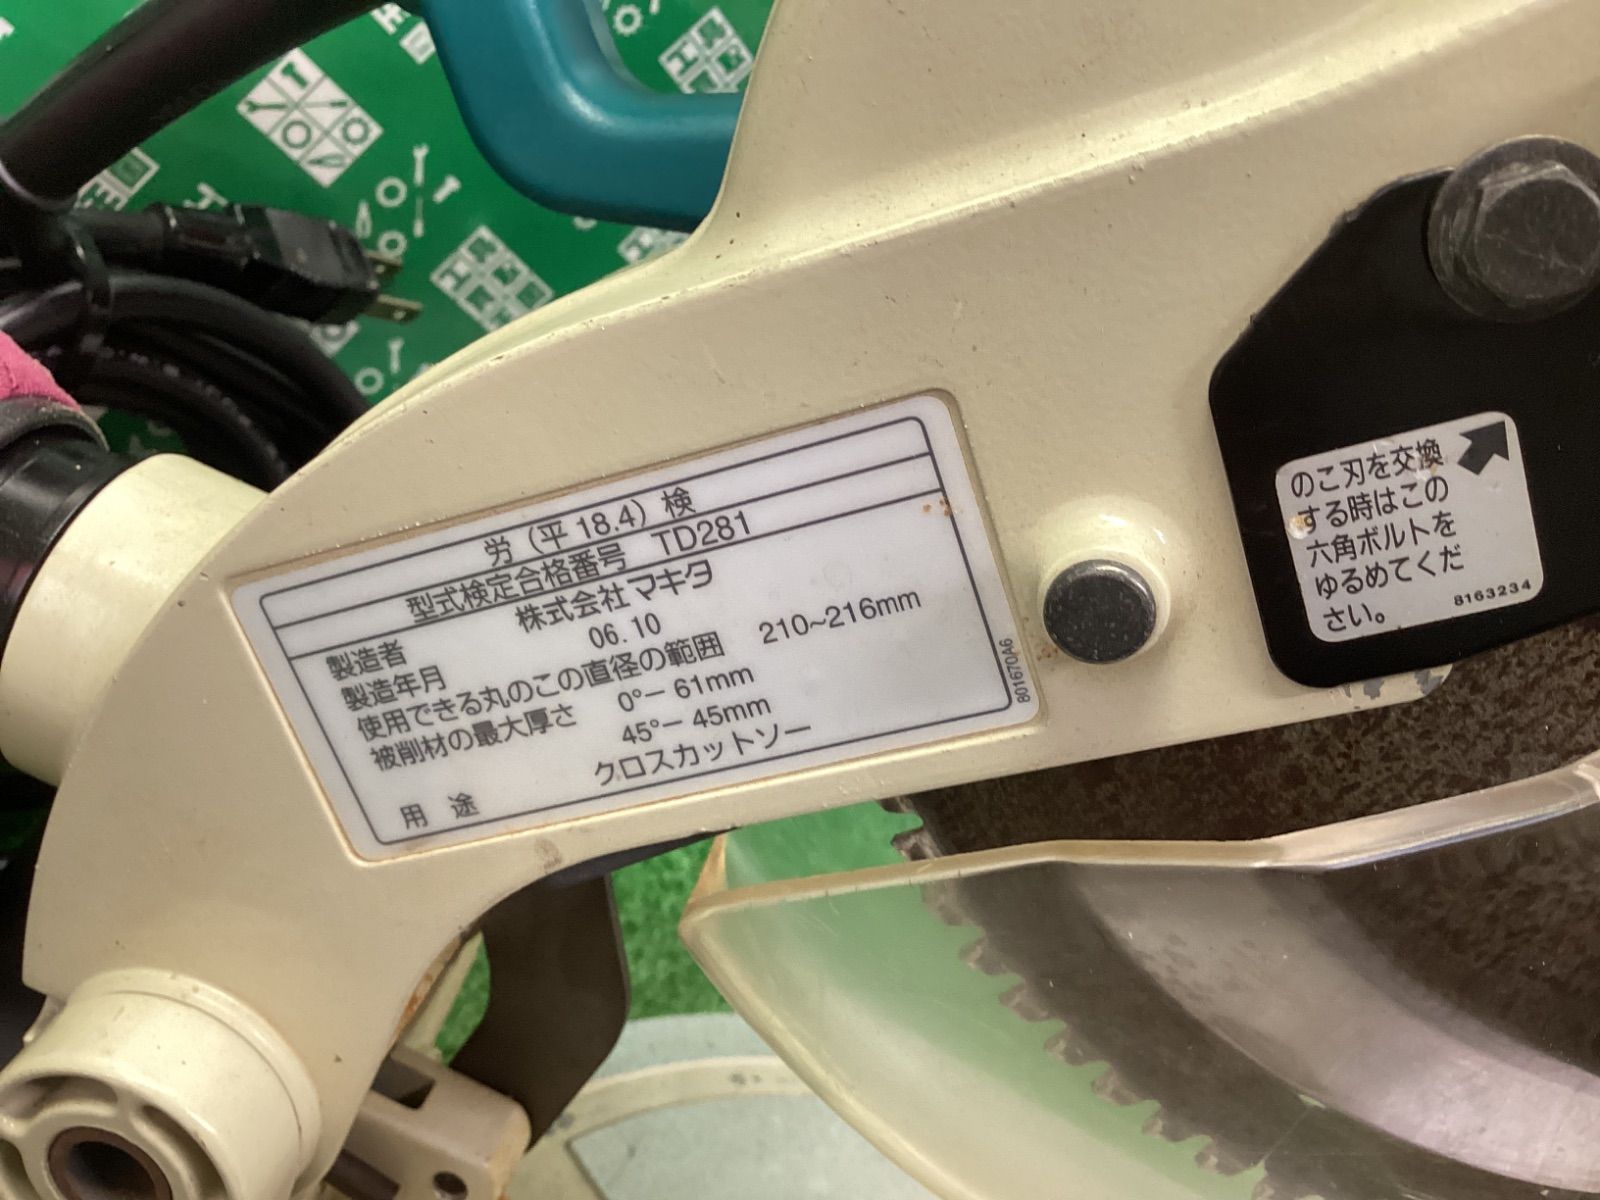 労（平 18.4）検
型式検定合格番号 TD281
製造者 株式会社マキタ
製造年月 06.10
使用できる丸のこの直径の範囲 210~216mm
被削材の最大厚さ 0°− 61mm
45°− 45mm
用途 クロスカットソー
801670A6
のこ刃を交換
する時はこの
六角ボルトを
ゆるめてくだ
さい。
8163234